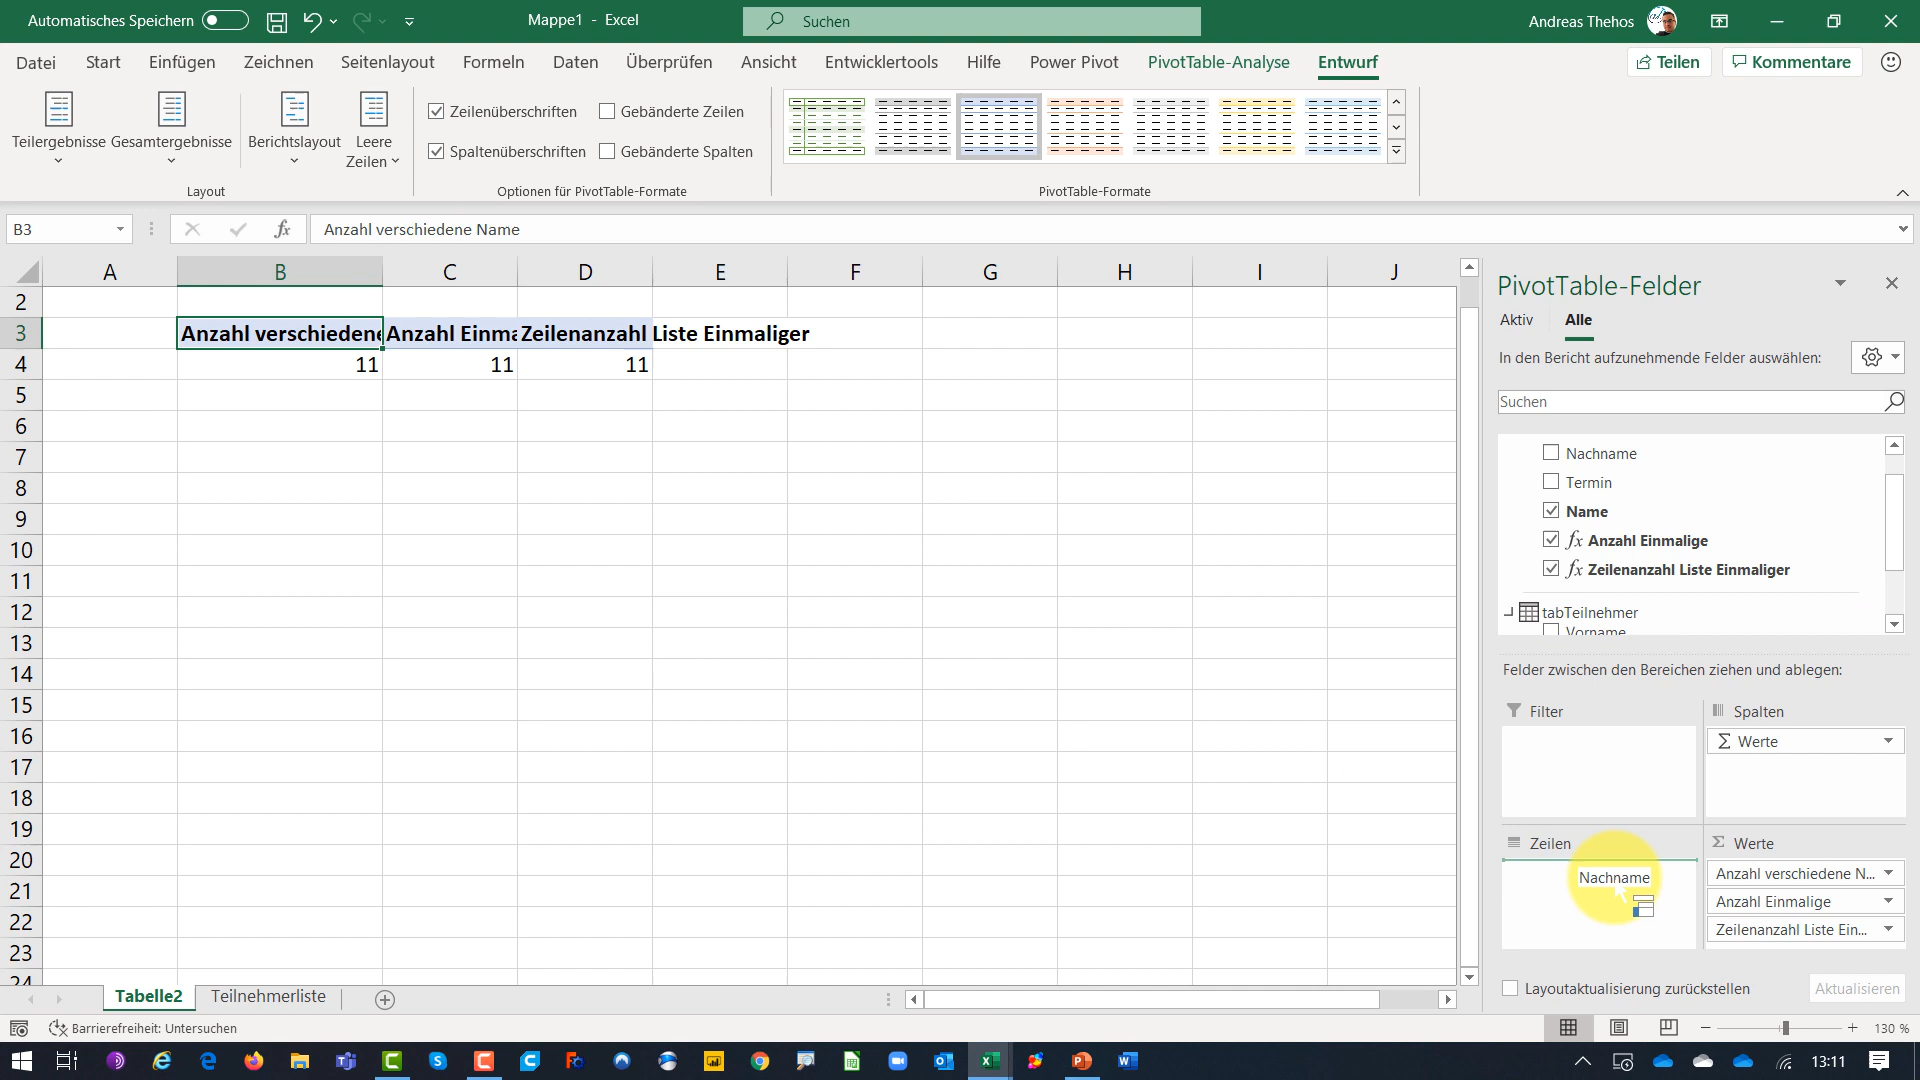 Automatisches Speichern
Mappe1 - Excel
Suchen
Andreas Thehos
Datei Start Einfügen Zeichnen Seitenlayout Formeln Daten Überprüfen Ansicht Entwicklertools Hilfe Power Pivot PivotTable-Analyse Entwurf
Teilen
Kommentare
Teilergebnisse
Gesamtergebnisse
Berichtslayout
Leere
Zeilen
Layout
Zeilenüberschriften
Gebänderte Zeilen
Spaltenüberschriften
Gebänderte Spalten
Optionen für PivotTable-Formate
PivotTable-Formate
B3
fx
Anzahl verschiedene Name
A B C D E F G H I J
2
3 Anzahl verschiedene Anzahl Einma Zeilenanzahl Liste Einmaliger
4 11 11 11
5
6
7
8
9
10
11
12
13
14
15
16
17
18
19
20
21
22
23
24
PivotTable-Felder
Aktiv
Alle
In den Bericht aufzunehmende Felder auswählen:
Suchen
Nachname
Termin
Name
fx Anzahl Einmalige
fx Zeilenanzahl Liste Einmaliger
tabTeilnehmer
Vorname
Felder zwischen den Bereichen ziehen und ablegen:
Filter
Spalten
Σ Werte
Zeilen
Σ Werte
Nachname
Anzahl verschiedene N...
Anzahl Einmalige
Zeilenanzahl Liste Ein...
Layoutaktualisierung zurückstellen
Aktualisieren
Tabelle2
Teilnehmerliste
Barrierefreiheit: Untersuchen
130 %
13:11